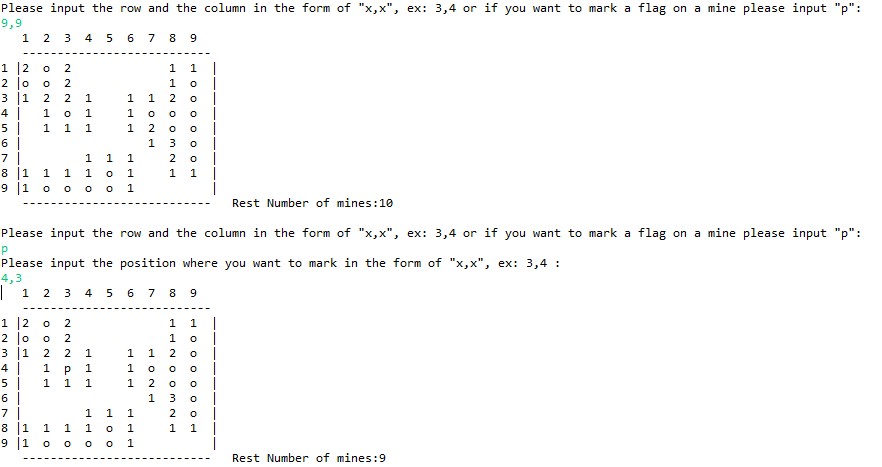 Please input the row and the column in the form of "x,x", ex: 3,4 or if you want to mark a flag on a mine please input "p":
9,9
   1  2  3  4  5  6  7  8  9
   ---------------------------
1 |2  o  2              1  1  |
2 |o  o  2              1  o  |
3 |1  2  2  1     1  1  2  o  |
4 |   1  o  1     1  o  o  o  |
5 |   1  1  1     1  2  o  o  |
6 |                  1  3  o  |
7 |         1  1  1     2  o  |
8 |1  1  1  1  o  1     1  1  |
9 |1  o  o  o  o  1           |
   ---------------------------   Rest Number of mines:10
Please input the row and the column in the form of "x,x", ex: 3,4 or if you want to mark a flag on a mine please input "p":
p
Please input the position where you want to mark in the form of "x,x", ex: 3,4 :
4,3
|  1  2  3  4  5  6  7  8  9
   ---------------------------
1 |2  o  2              1  1  |
2 |o  o  2              1  o  |
3 |1  2  2  1     1  1  2  o  |
4 |   1  p  1     1  o  o  o  |
5 |   1  1  1     1  2  o  o  |
6 |                  1  3  o  |
7 |         1  1  1     2  o  |
8 |1  1  1  1  o  1     1  1  |
9 |1  o  o  o  o  1           |
   ---------------------------   Rest Number of mines:9